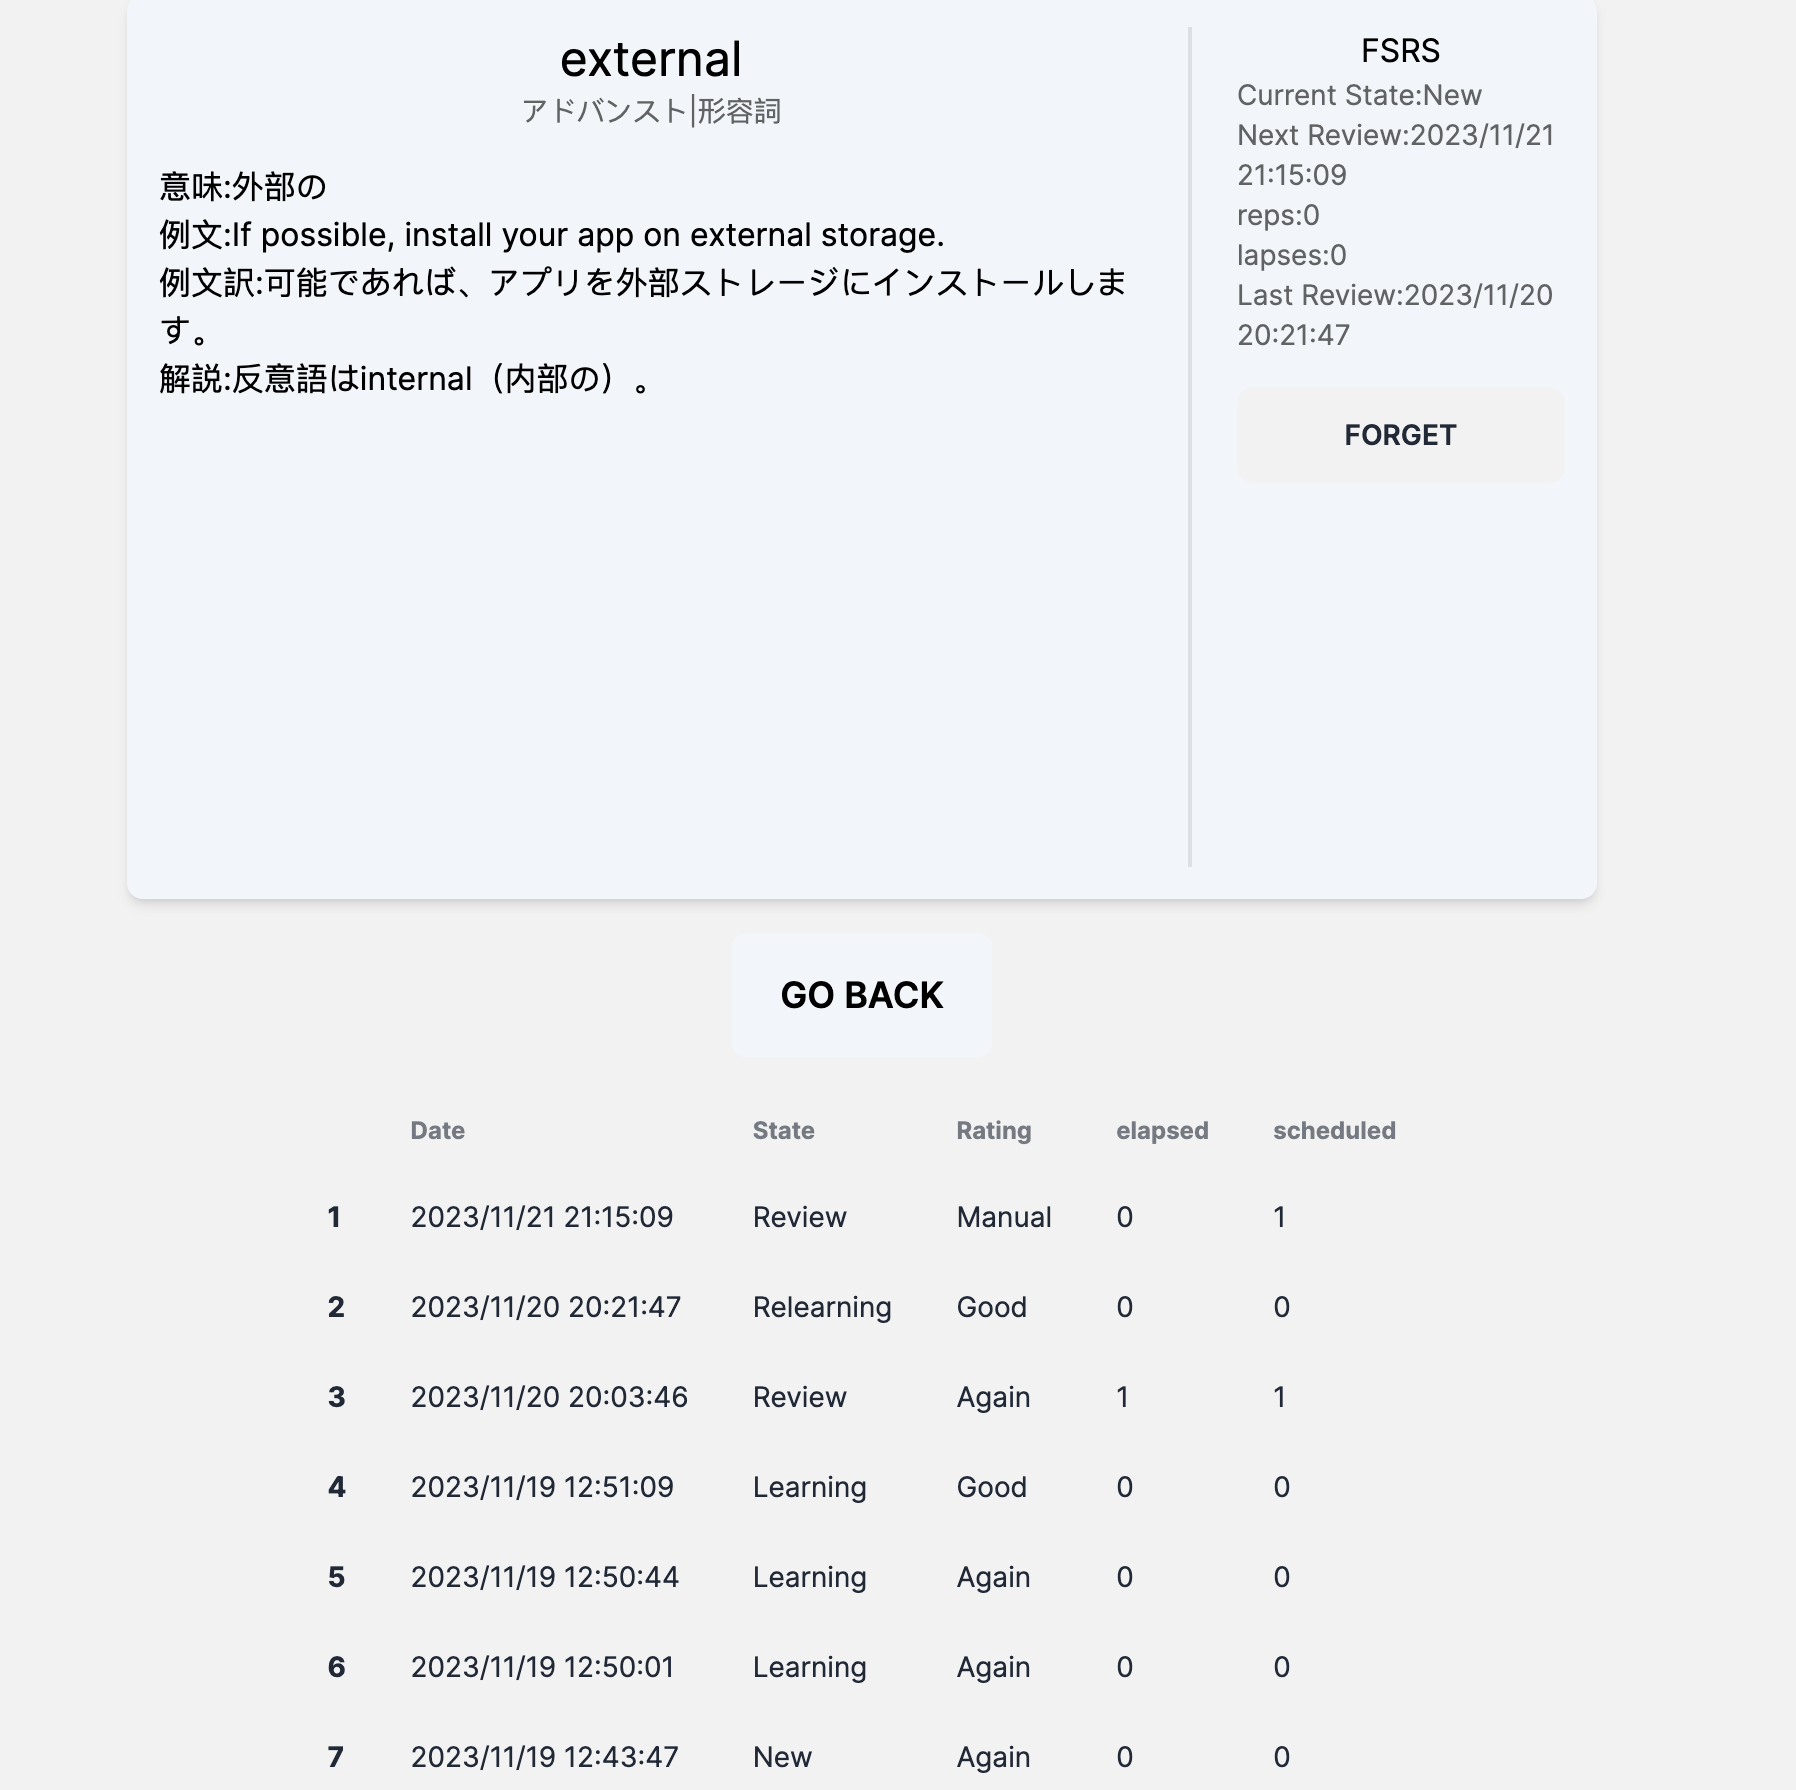 external
アドバンスト|形容詞
意味:外部の
例文:If possible, install your app on external storage.
例文訳:可能であれば、アプリを外部ストレージにインストールしま
す。
解説:反意語はinternal（内部の）。
FSRS
Current State:New
Next Review:2023/11/21
21:15:09
reps:0
lapses:0
Last Review:2023/11/20
20:21:47
FORGET
GO BACK
Date State Rating elapsed scheduled
1 2023/11/21 21:15:09 Review Manual 0 1
2 2023/11/20 20:21:47 Relearning Good 0 0
3 2023/11/20 20:03:46 Review Again 1 1
4 2023/11/19 12:51:09 Learning Good 0 0
5 2023/11/19 12:50:44 Learning Again 0 0
6 2023/11/19 12:50:01 Learning Again 0 0
7 2023/11/19 12:43:47 New Again 0 0